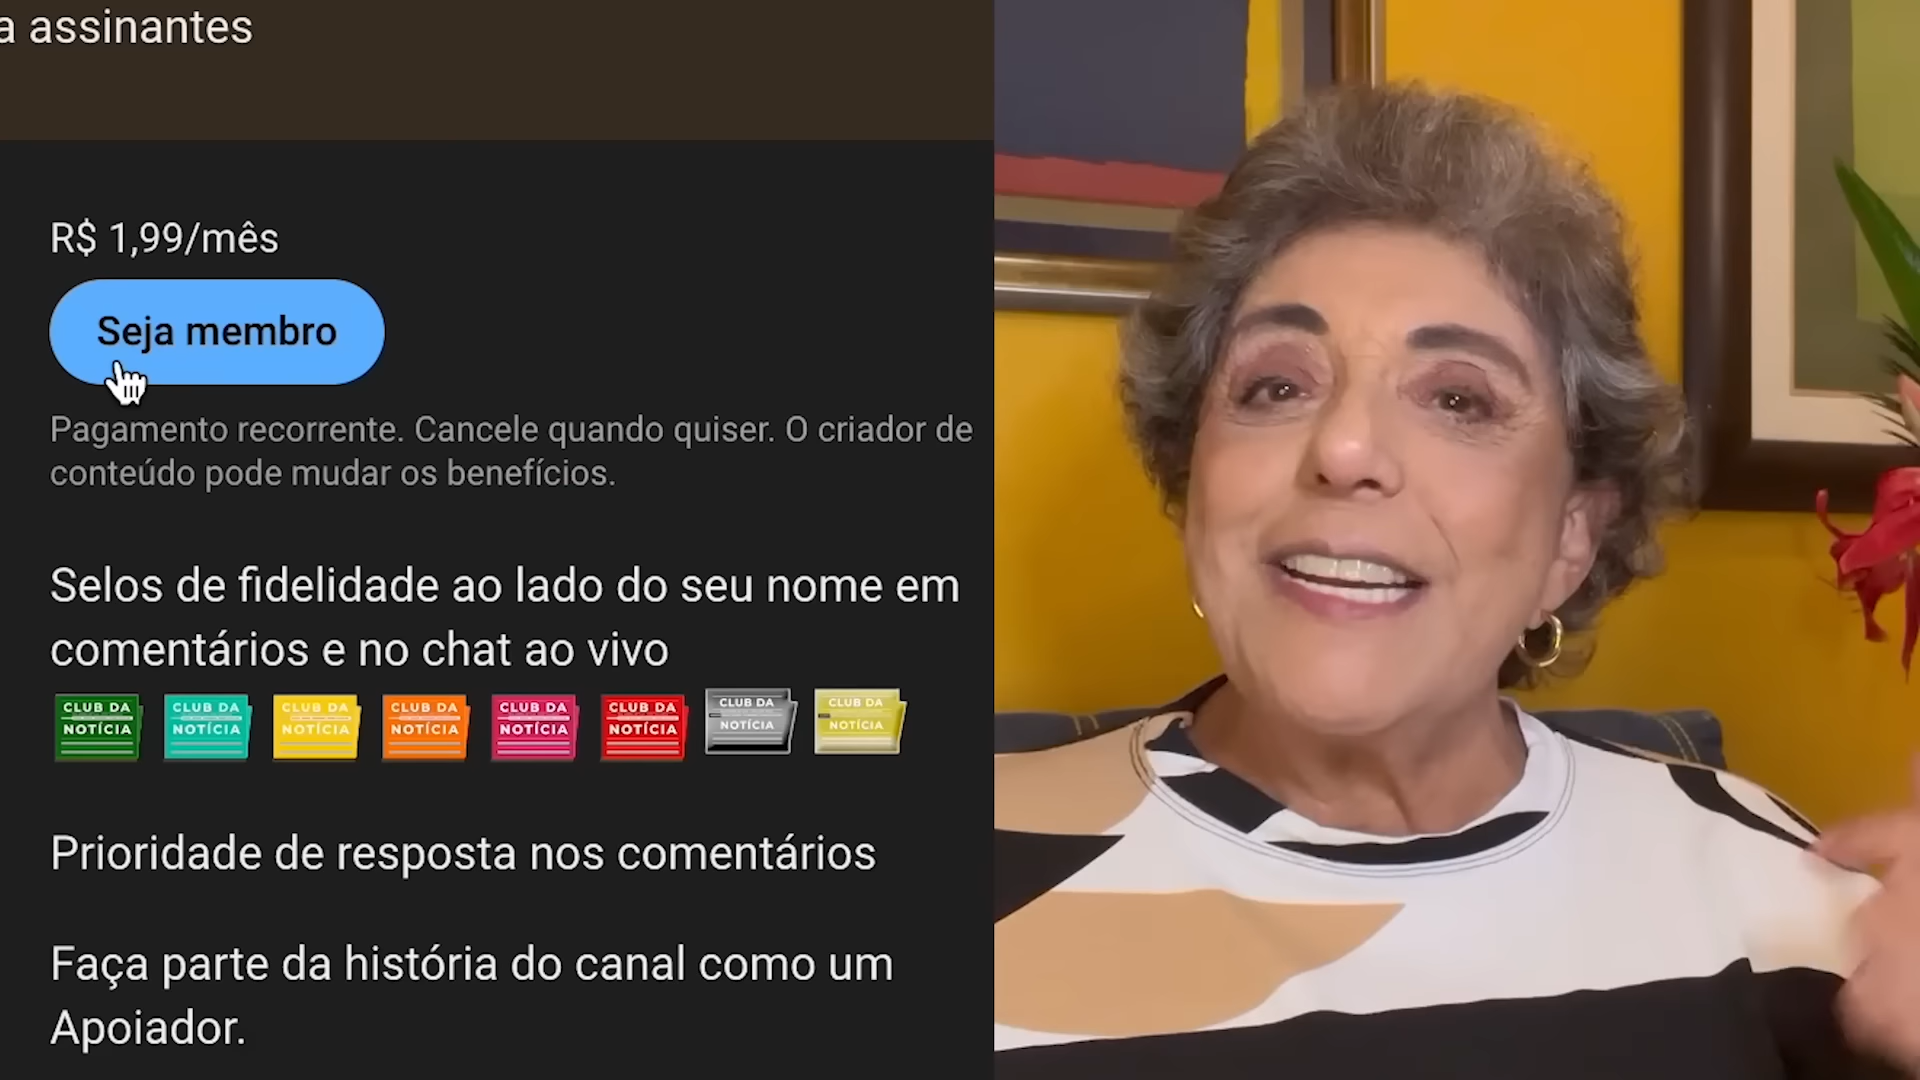 a assinantes
R$ 1,99/mês
Seja membro
Pagamento recorrente. Cancele quando quiser. O criador de
conteúdo pode mudar os benefícios.
Selos de fidelidade ao lado do seu nome em
comentários e no chat ao vivo
CLUB DA
NOTÍCIA
CLUB DA
NOTÍCIA
CLUB DA
NOTÍCIA
CLUB DA
NOTÍCIA
CLUB DA
NOTÍCIA
CLUB DA
NOTÍCIA
CLUB DA
NOTÍCIA
CLUB DA
NOTÍCIA
Prioridade de resposta nos comentários
Faça parte da história do canal como um
Apoiador.